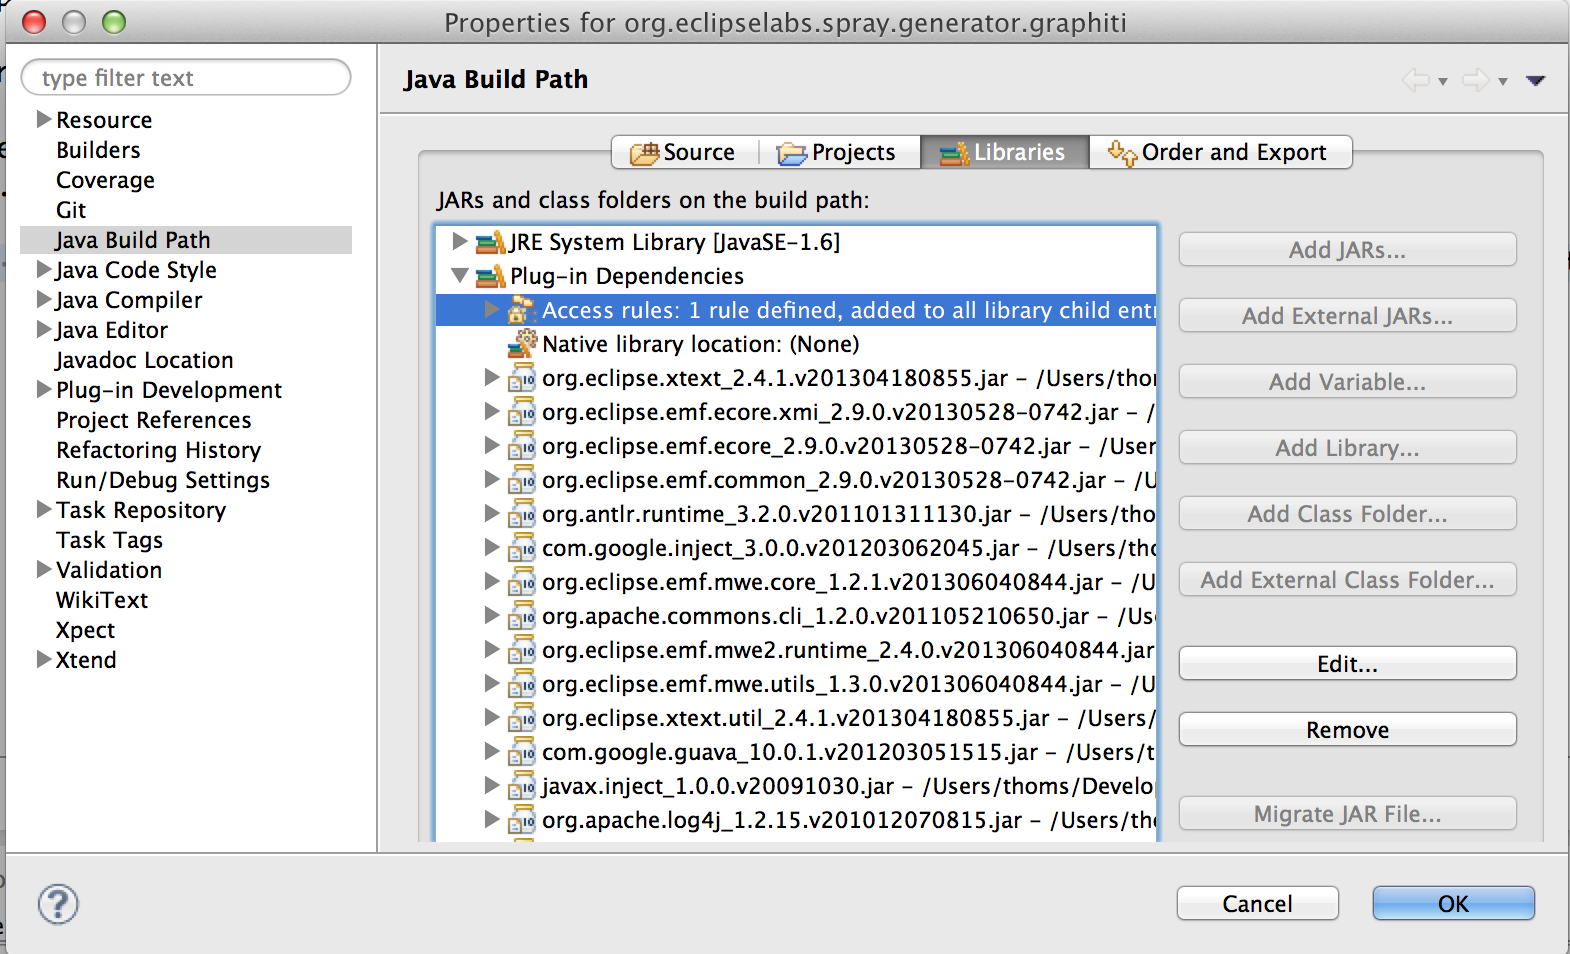 Properties for org.eclipselabs.spray.generator.graphiti
type filter text
Resource
Builders
Coverage
Git
Java Build Path
Java Code Style
Java Compiler
Java Editor
Javadoc Location
Plug-in Development
Project References
Refactoring History
Run/Debug Settings
Task Repository
Task Tags
Validation
WikiText
Xpect
Xtend
Java Build Path
Source Projects Libraries Order and Export
JARs and class folders on the build path:
JRE System Library [JavaSE-1.6]
Plug-in Dependencies
Access rules: 1 rule defined, added to all library child entr
Native library location: (None)
org.eclipse.xtext_2.4.1.v201304180855.jar - /Users/thor
org.eclipse.emf.ecore.xmi_2.9.0.v20130528-0742.jar - /
org.eclipse.emf.ecore_2.9.0.v20130528-0742.jar - /User
org.eclipse.emf.common_2.9.0.v20130528-0742.jar - /U
org.antlr.runtime_3.2.0.v201101311130.jar - /Users/tho
com.google.inject_3.0.0.v201203062045.jar - /Users/tho
org.eclipse.emf.mwe.core_1.2.1.v201306040844.jar - /U
org.apache.commons.cli_1.2.0.v201105210650.jar - /Us
org.eclipse.emf.mwe2.runtime_2.4.0.v201306040844.jar
org.eclipse.emf.mwe.utils_1.3.0.v201306040844.jar - /U
org.eclipse.xtext.util_2.4.1.v201304180855.jar - /Users/
com.google.guava_10.0.1.v201203051515.jar - /Users/t
javax.inject_1.0.0.v20091030.jar - /Users/thoms/Develo
org.apache.log4j_1.2.15.v201012070815.jar - /Users/th
Add JARs...
Add External JARs...
Add Variable...
Add Library...
Add Class Folder...
Add External Class Folder...
Edit...
Remove
Migrate JAR File...
?
Cancel
OK